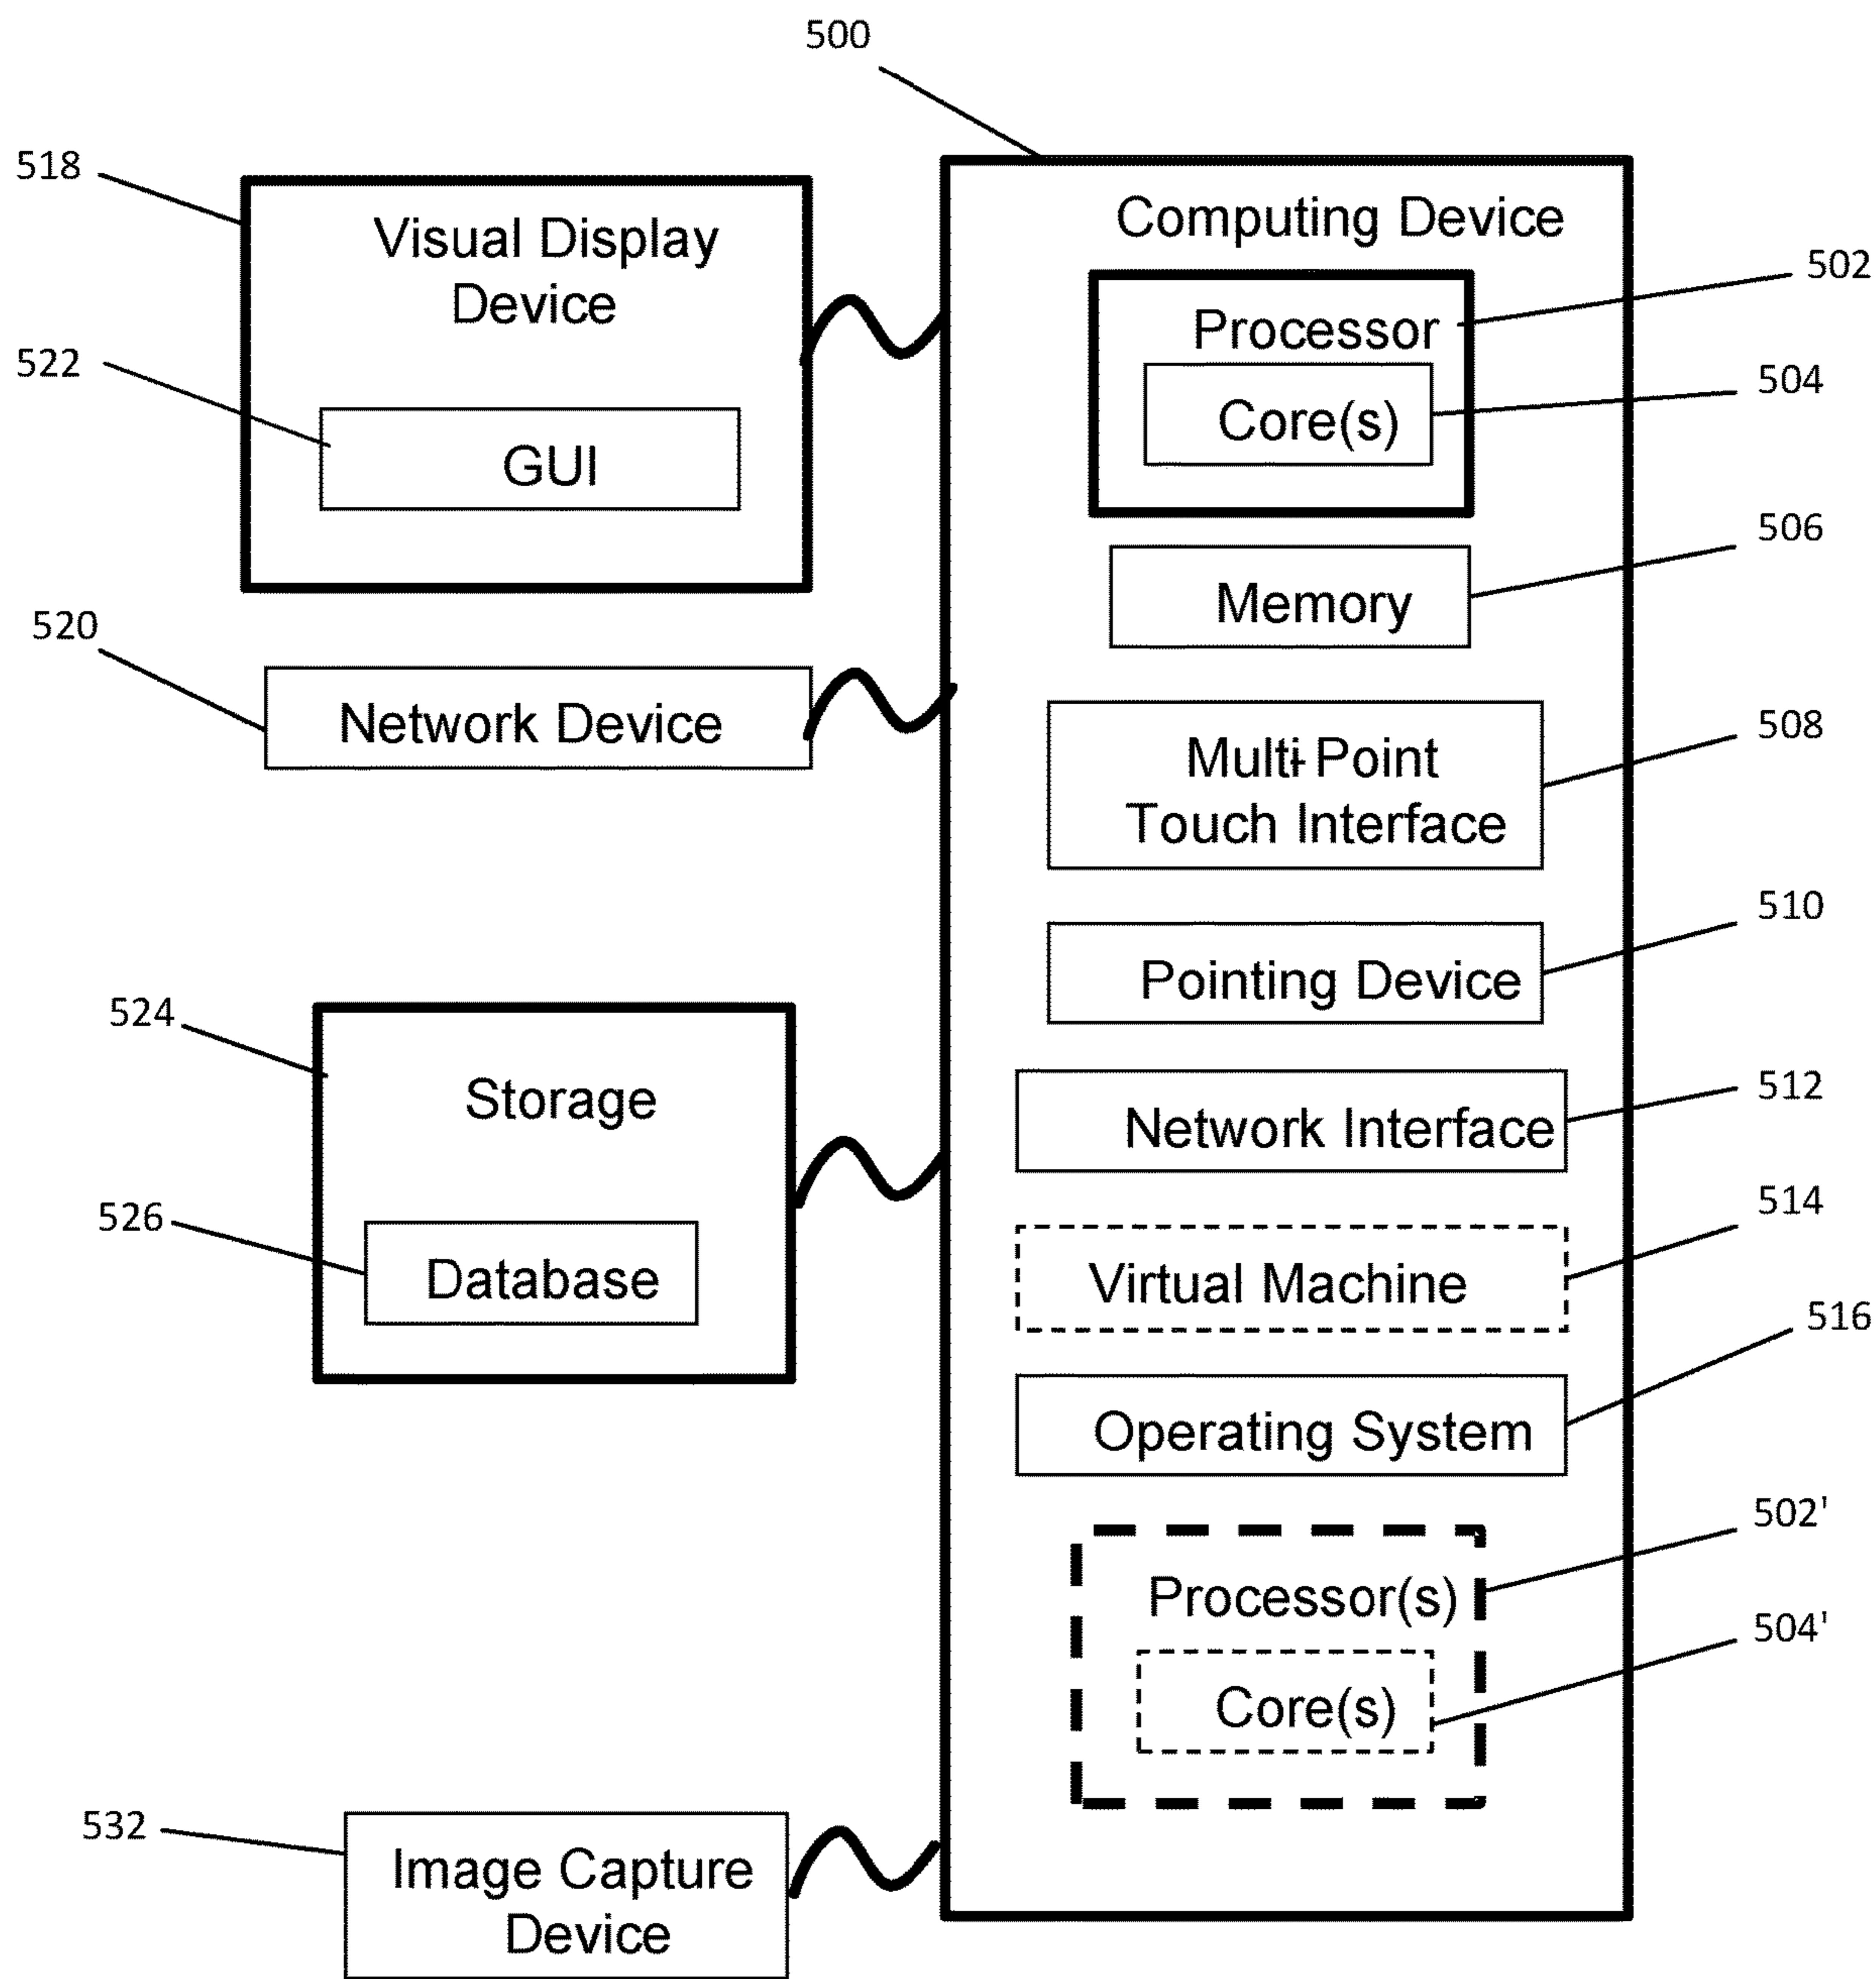 500
518
Visual Display
Device
522
GUI
520
Network Device
524
Storage
526
Database
532
Image Capture
Device
Computing Device
502
Processor
504
Core(s)
506
Memory
508
Multi-Point
Touch Interface
510
Pointing Device
512
Network Interface
514
Virtual Machine
516
Operating System
502'
Processor(s)
504'
Core(s)